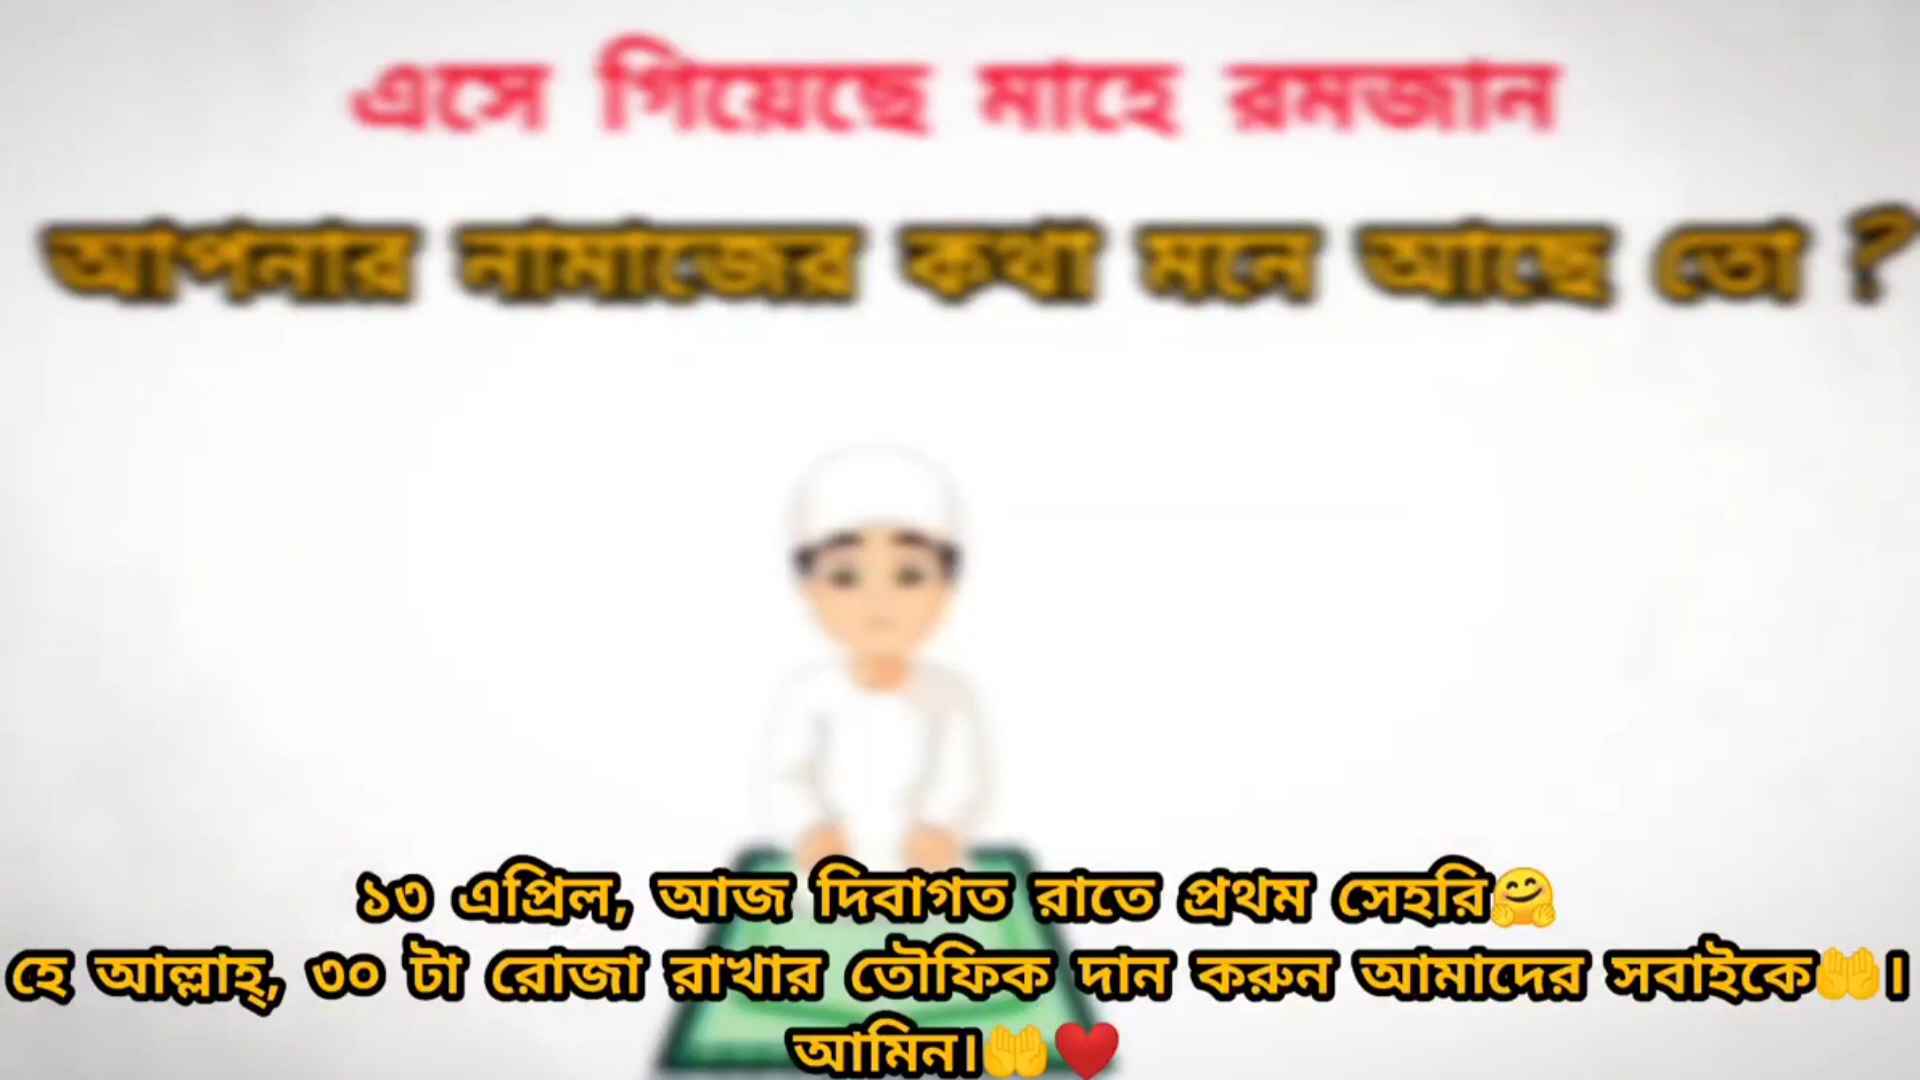 এসে গিয়েছে মাহে রমজান
আপনার নামাজের কথা মনে আছে তো ?
১৩ এপ্রিল, আজ দিবাগত রাতে প্রথম সেহরি🤗
হে আল্লাহ্, ৩০ টা রোজা রাখার তৌফিক দান করুন আমাদের সবাইকে🤲।
আমিন।🤲❤️